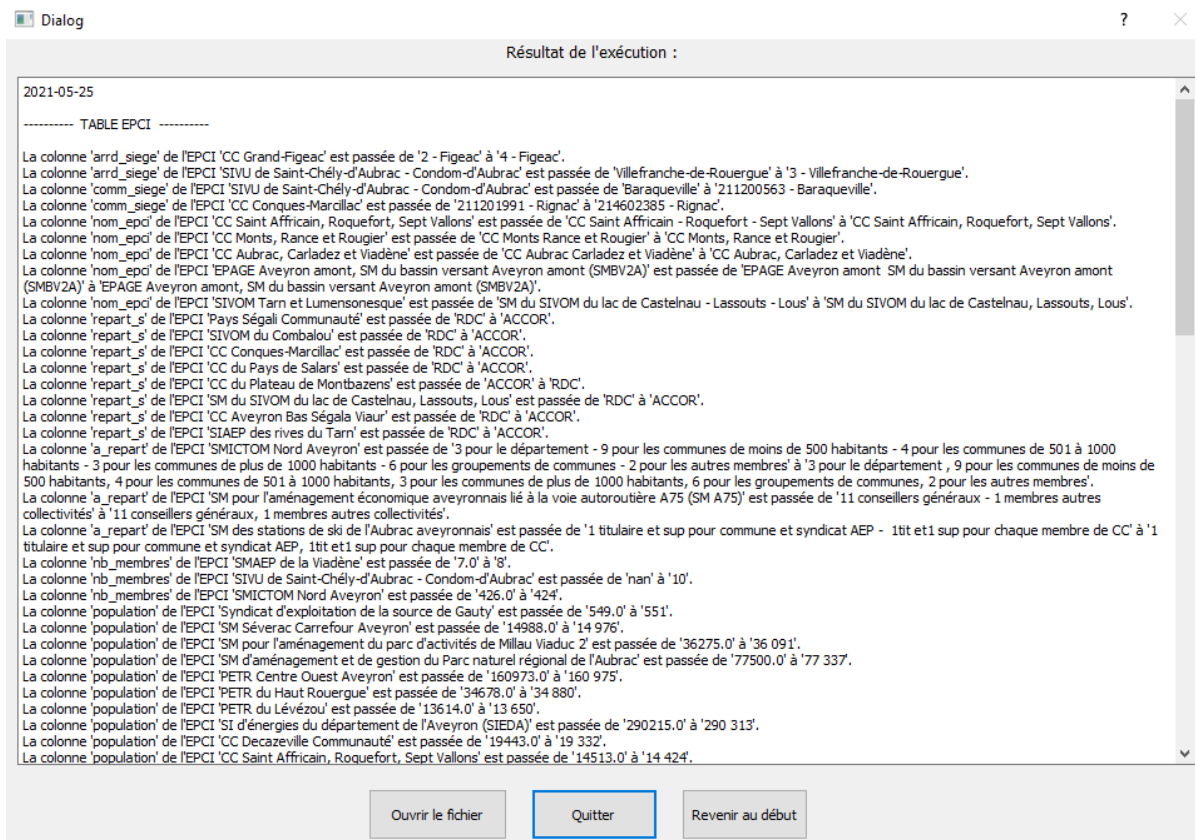 Dialog
?
Résultat de l'exécution :
2021-05-25
---------- TABLE EPCI ----------
La colonne 'arrd_siege' de l'EPCI 'CC Grand-Figeac' est passée de '2 - Figeac' à '4 - Figeac'.
La colonne 'arrd_siege' de l'EPCI 'SIVU de Saint-Chély-d'Aubrac - Condom-d'Aubrac' est passée de 'Villefranche-de-Rouergue' à '3 - Villefranche-de-Rouergue'.
La colonne 'comm_siege' de l'EPCI 'SIVU de Saint-Chély-d'Aubrac - Condom-d'Aubrac' est passée de 'Baraqueville' à '211200563 - Baraqueville'.
La colonne 'comm_siege' de l'EPCI 'CC Conques-Marcillac' est passée de '211201991 - Rignac' à '214602385 - Rignac'.
La colonne 'nom_epci' de l'EPCI 'CC Saint Affricain, Roquefort, Sept Vallons' est passée de 'CC Saint Affricain - Roquefort - Sept Vallons' à 'CC Saint Affricain, Roquefort, Sept Vallons'.
La colonne 'nom_epci' de l'EPCI 'CC Monts, Rance et Rougier' est passée de 'CC Monts Rance et Rougier' à 'CC Monts, Rance et Rougier'.
La colonne 'nom_epci' de l'EPCI 'CC Aubrac, Carladez et Viadène' est passée de 'CC Aubrac Carladez et Viadène' à 'CC Aubrac, Carladez et Viadène'.
La colonne 'nom_epci' de l'EPCI 'EPAGE Aveyron amont, SM du bassin versant Aveyron amont (SMBV2A)' est passée de 'EPAGE Aveyron amont  SM du bassin versant Aveyron amont
(SMBV2A)' à 'EPAGE Aveyron amont, SM du bassin versant Aveyron amont (SMBV2A)'.
La colonne 'nom_epci' de l'EPCI 'SIVOM Tarn et Lumensonesque' est passée de 'SM du SIVOM du lac de Castelnau - Lassouts - Lous' à 'SM du SIVOM du lac de Castelnau, Lassouts, Lous'.
La colonne 'repart_s' de l'EPCI 'Pays Ségali Communauté' est passée de 'RDC' à 'ACCOR'.
La colonne 'repart_s' de l'EPCI 'SIVOM du Combalou' est passée de 'RDC' à 'ACCOR'.
La colonne 'repart_s' de l'EPCI 'CC Conques-Marcillac' est passée de 'RDC' à 'ACCOR'.
La colonne 'repart_s' de l'EPCI 'CC du Pays de Salars' est passée de 'RDC' à 'ACCOR'.
La colonne 'repart_s' de l'EPCI 'CC du Plateau de Montbazens' est passée de 'ACCOR' à 'RDC'.
La colonne 'repart_s' de l'EPCI 'SM du SIVOM du lac de Castelnau, Lassouts, Lous' est passée de 'RDC' à 'ACCOR'.
La colonne 'repart_s' de l'EPCI 'CC Aveyron Bas Ségala Viaur' est passée de 'RDC' à 'ACCOR'.
La colonne 'repart_s' de l'EPCI 'SIAEP des rives du Tarn' est passée de 'RDC' à 'ACCOR'.
La colonne 'a_repart' de l'EPCI 'SMICTOM Nord Aveyron' est passée de '3 pour le département - 9 pour les communes de moins de 500 habitants - 4 pour les communes de 501 à 1000
habitants - 3 pour les communes de plus de 1000 habitants - 6 pour les groupements de communes - 2 pour les autres membres' à '3 pour le département , 9 pour les communes de moins de
500 habitants, 4 pour les communes de 501 à 1000 habitants, 3 pour les communes de plus de 1000 habitants, 6 pour les groupements de communes, 2 pour les autres membres'.
La colonne 'a_repart' de l'EPCI 'SM pour l'aménagement économique aveyronnais lié à la voie autoroutière A75 (SM A75)' est passée de '11 conseillers généraux - 1 membres autres
collectivités' à '11 conseillers généraux, 1 membres autres collectivités'.
La colonne 'a_repart' de l'EPCI 'SM des stations de ski de l'Aubrac aveyronnais' est passée de '1 titulaire et sup pour commune et syndicat AEP -  1tit et1 sup pour chaque membre de CC' à '1
titulaire et sup pour commune et syndicat AEP, 1tit et1 sup pour chaque membre de CC'.
La colonne 'nb_membres' de l'EPCI 'SMAEP de la Viadène' est passée de '7.0' à '8'.
La colonne 'nb_membres' de l'EPCI 'SIVU de Saint-Chély-d'Aubrac - Condom-d'Aubrac' est passée de 'nan' à '10'.
La colonne 'nb_membres' de l'EPCI 'SMICTOM Nord Aveyron' est passée de '426.0' à '424'.
La colonne 'population' de l'EPCI 'Syndicat d'exploitation de la source de Gauty' est passée de '549.0' à '551'.
La colonne 'population' de l'EPCI 'SM Séverac Carrefour Aveyron' est passée de '14988.0' à '14 976'.
La colonne 'population' de l'EPCI 'SM pour l'aménagement du parc d'activités de Millau Viaduc 2' est passée de '36275.0' à '36 091'.
La colonne 'population' de l'EPCI 'SM d'aménagement et de gestion du Parc naturel régional de l'Aubrac' est passée de '77500.0' à '77 337'.
La colonne 'population' de l'EPCI 'PETR Centre Ouest Aveyron' est passée de '160973.0' à '160 975'.
La colonne 'population' de l'EPCI 'PETR du Haut Rouergue' est passée de '34678.0' à '34 880'.
La colonne 'population' de l'EPCI 'PETR du Lévézou' est passée de '13614.0' à '13 650'.
La colonne 'population' de l'EPCI 'SI d'énergies du département de l'Aveyron (SIEDA)' est passée de '290215.0' à '290 313'.
La colonne 'population' de l'EPCI 'CC Decazeville Communauté' est passée de '19443.0' à '19 332'.
La colonne 'population' de l'EPCI 'CC Saint Affricain, Roquefort, Sept Vallons' est passée de '14513.0' à '14 424'.
Ouvrir le fichier
Quitter
Revenir au début